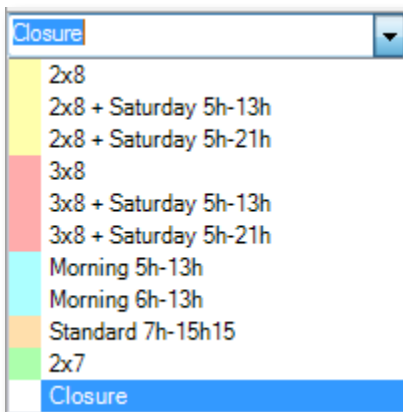 Closure
2x8
2x8 + Saturday 5h-13h
2x8 + Saturday 5h-21h
3x8
3x8 + Saturday 5h-13h
3x8 + Saturday 5h-21h
Morning 5h-13h
Morning 6h-13h
Standard 7h-15h15
2x7
Closure